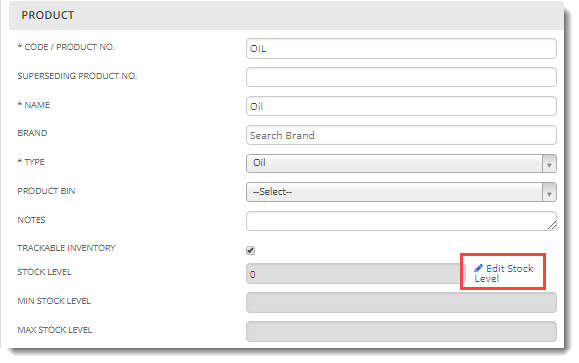 PRODUCT
* CODE / PRODUCT NO.
OIL
SUPERSEDING PRODUCT NO.
* NAME
Oil
BRAND
Search Brand
* TYPE
Oil
PRODUCT BIN
--Select--
NOTES
TRACKABLE INVENTORY
STOCK LEVEL
0
Edit Stock
Level
MIN STOCK LEVEL
MAX STOCK LEVEL